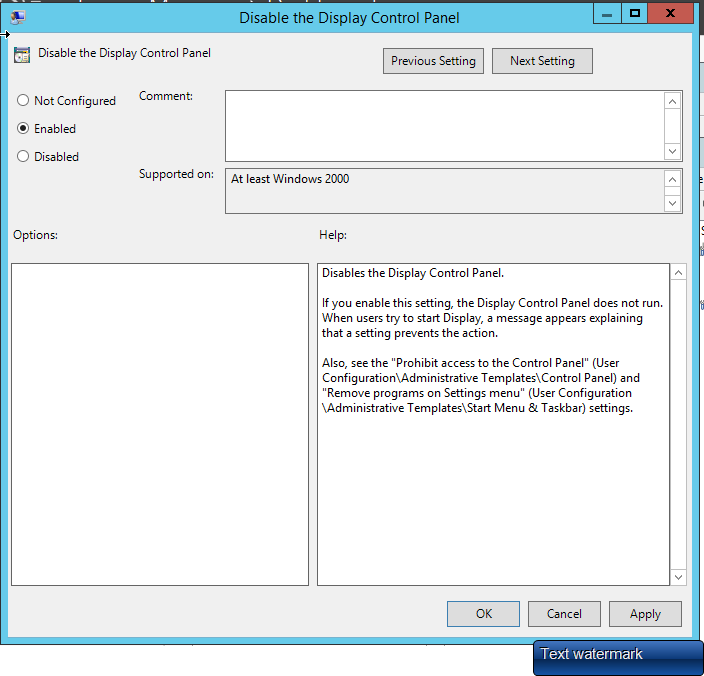 Disable the Display Control Panel
Disable the Display Control Panel
Previous Setting
Next Setting
Not Configured
Comment:
Enabled
Disabled
Supported on:
At least Windows 2000
Options:
Help:
Disables the Display Control Panel.
If you enable this setting, the Display Control Panel does not run.
When users try to start Display, a message appears explaining
that a setting prevents the action.
Also, see the "Prohibit access to the Control Panel" (User
Configuration\Administrative Templates\Control Panel) and
"Remove programs on Settings menu" (User Configuration
\Administrative Templates\Start Menu & Taskbar) settings.
OK
Cancel
Apply
Text watermark